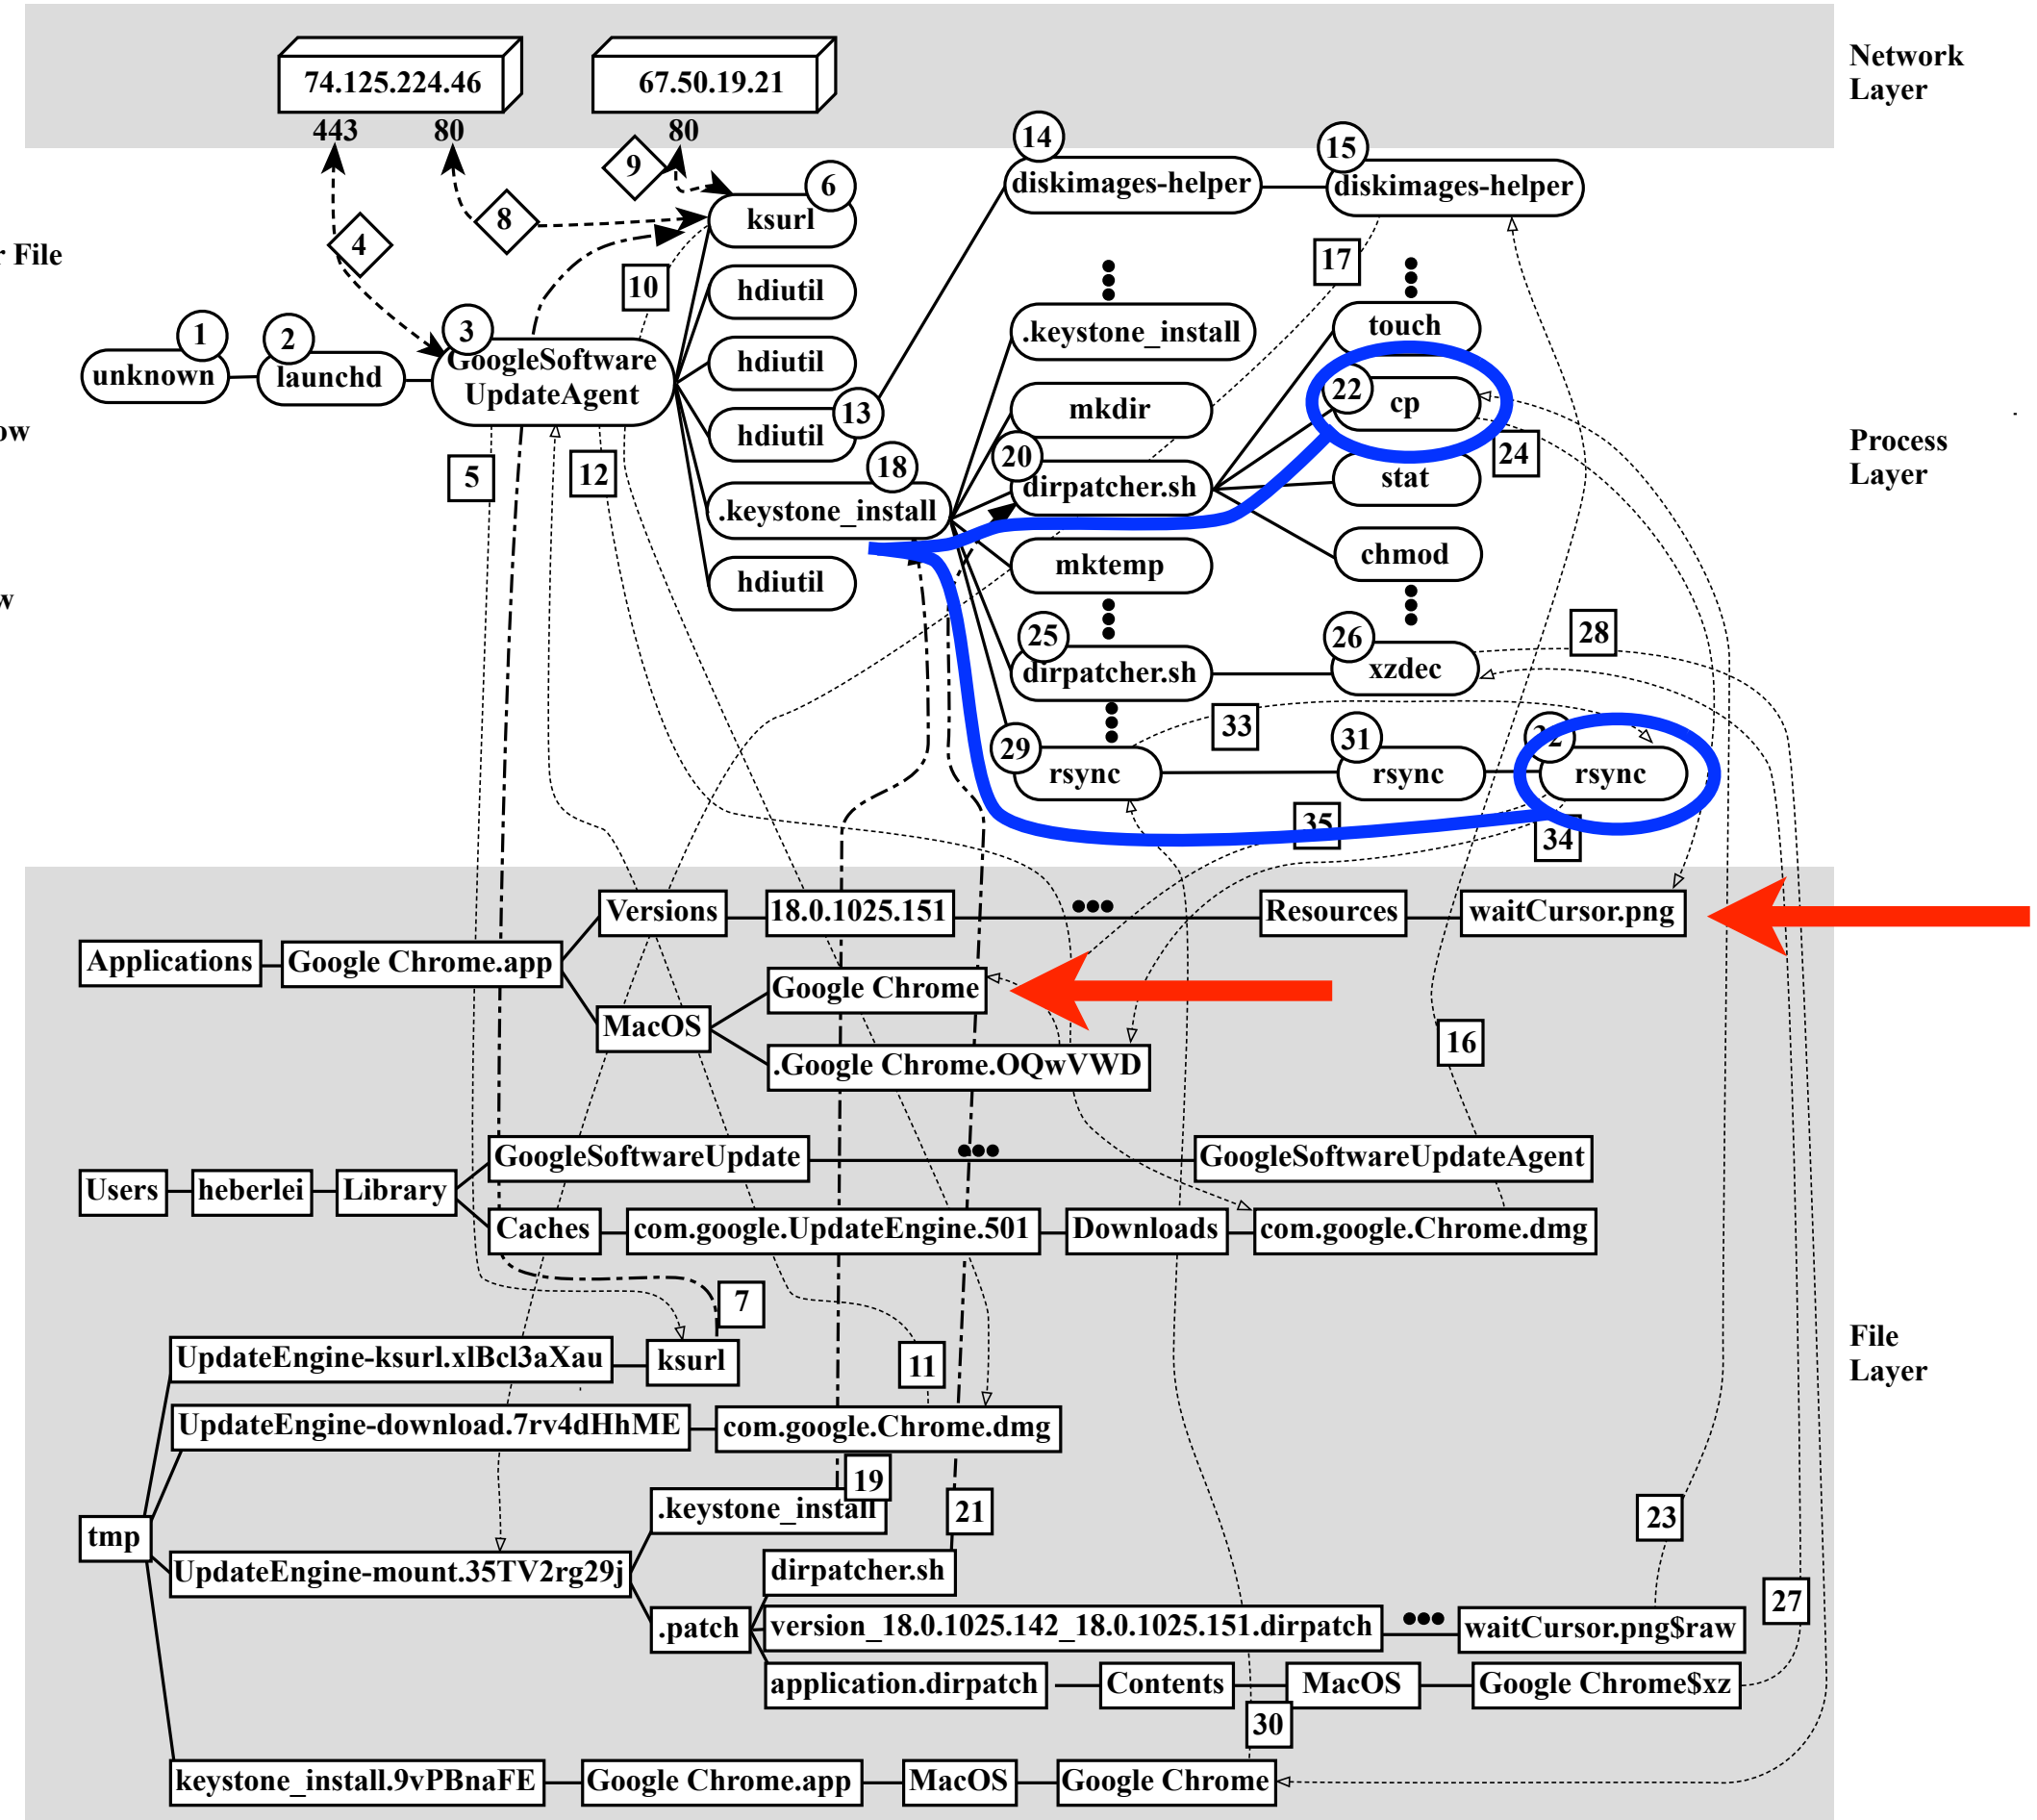 Network
Layer
74.125.224.46
67.50.19.21
443
80
80
14
15
9
6
diskimages-helper
diskimages-helper
8
ksurl
4
r File
17
10
hdiutil
.keystone_install
touch
1
2
3
unknown
launchd
GoogleSoftware
UpdateAgent
hdiutil
22
cp
mkdir
13
hdiutil
ow
Process
Layer
24
5
12
18
20
stat
dirpatcher.sh
.keystone_install
chmod
mktemp
hdiutil
w
25
26
28
dirpatcher.sh
xzdec
33
29
31
32
rsync
rsync
rsync
35
34
Versions
18.0.1025.151
Resources
waitCursor.png
Applications
Google Chrome.app
Google Chrome
MacOS
16
.Google Chrome.OQwVWD
GoogleSoftwareUpdate
GoogleSoftwareUpdateAgent
Users
heberlei
Library
Caches
com.google.UpdateEngine.501
Downloads
com.google.Chrome.dmg
7
File
Layer
UpdateEngine-ksurl.xlBcl3aXau
ksurl
11
UpdateEngine-download.7rv4dHhME
com.google.Chrome.dmg
19
.keystone_install
21
23
tmp
UpdateEngine-mount.35TV2rg29j
dirpatcher.sh
27
.patch
version_18.0.1025.142_18.0.1025.151.dirpatch
waitCursor.png$raw
application.dirpatch
Contents
MacOS
Google Chrome$xz
30
keystone_install.9vPBnaFE
Google Chrome.app
MacOS
Google Chrome